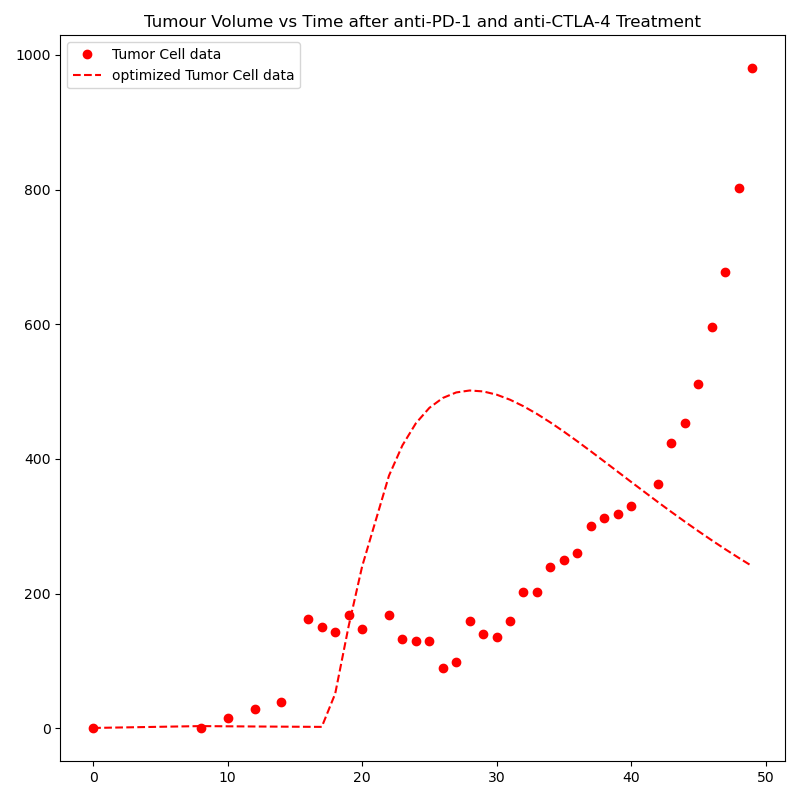 Tumour Volume vs Time after anti-PD-1 and anti-CTLA-4 Treatment
Tumor Cell data
optimized Tumor Cell data
1000
800
600
400
200
0
0 10 20 30 40 50